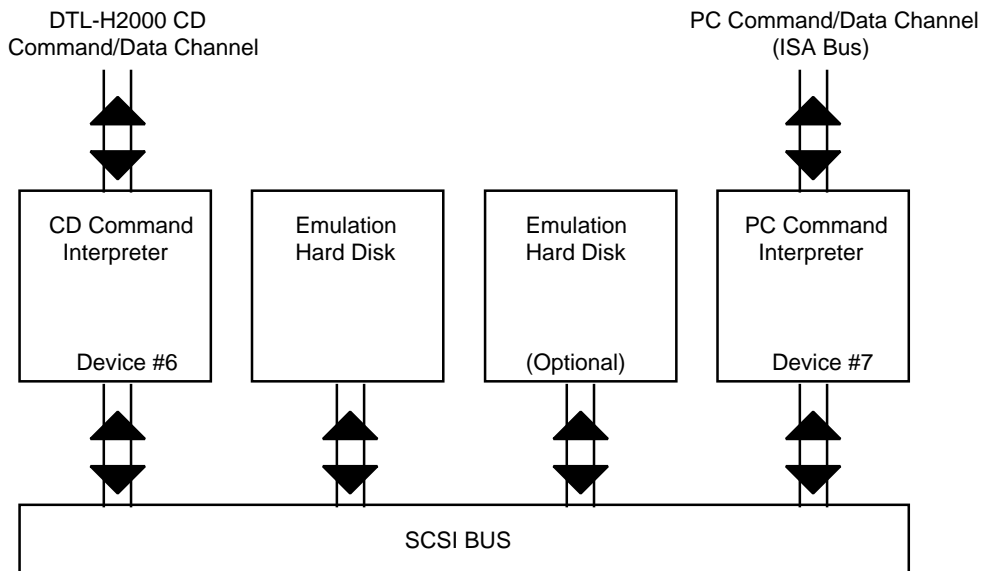 DTL-H2000 CD
Command/Data Channel
PC Command/Data Channel
(ISA Bus)
CD Command
Interpreter
Device #6
Emulation
Hard Disk
Emulation
Hard Disk
(Optional)
PC Command
Interpreter
Device #7
SCSI BUS